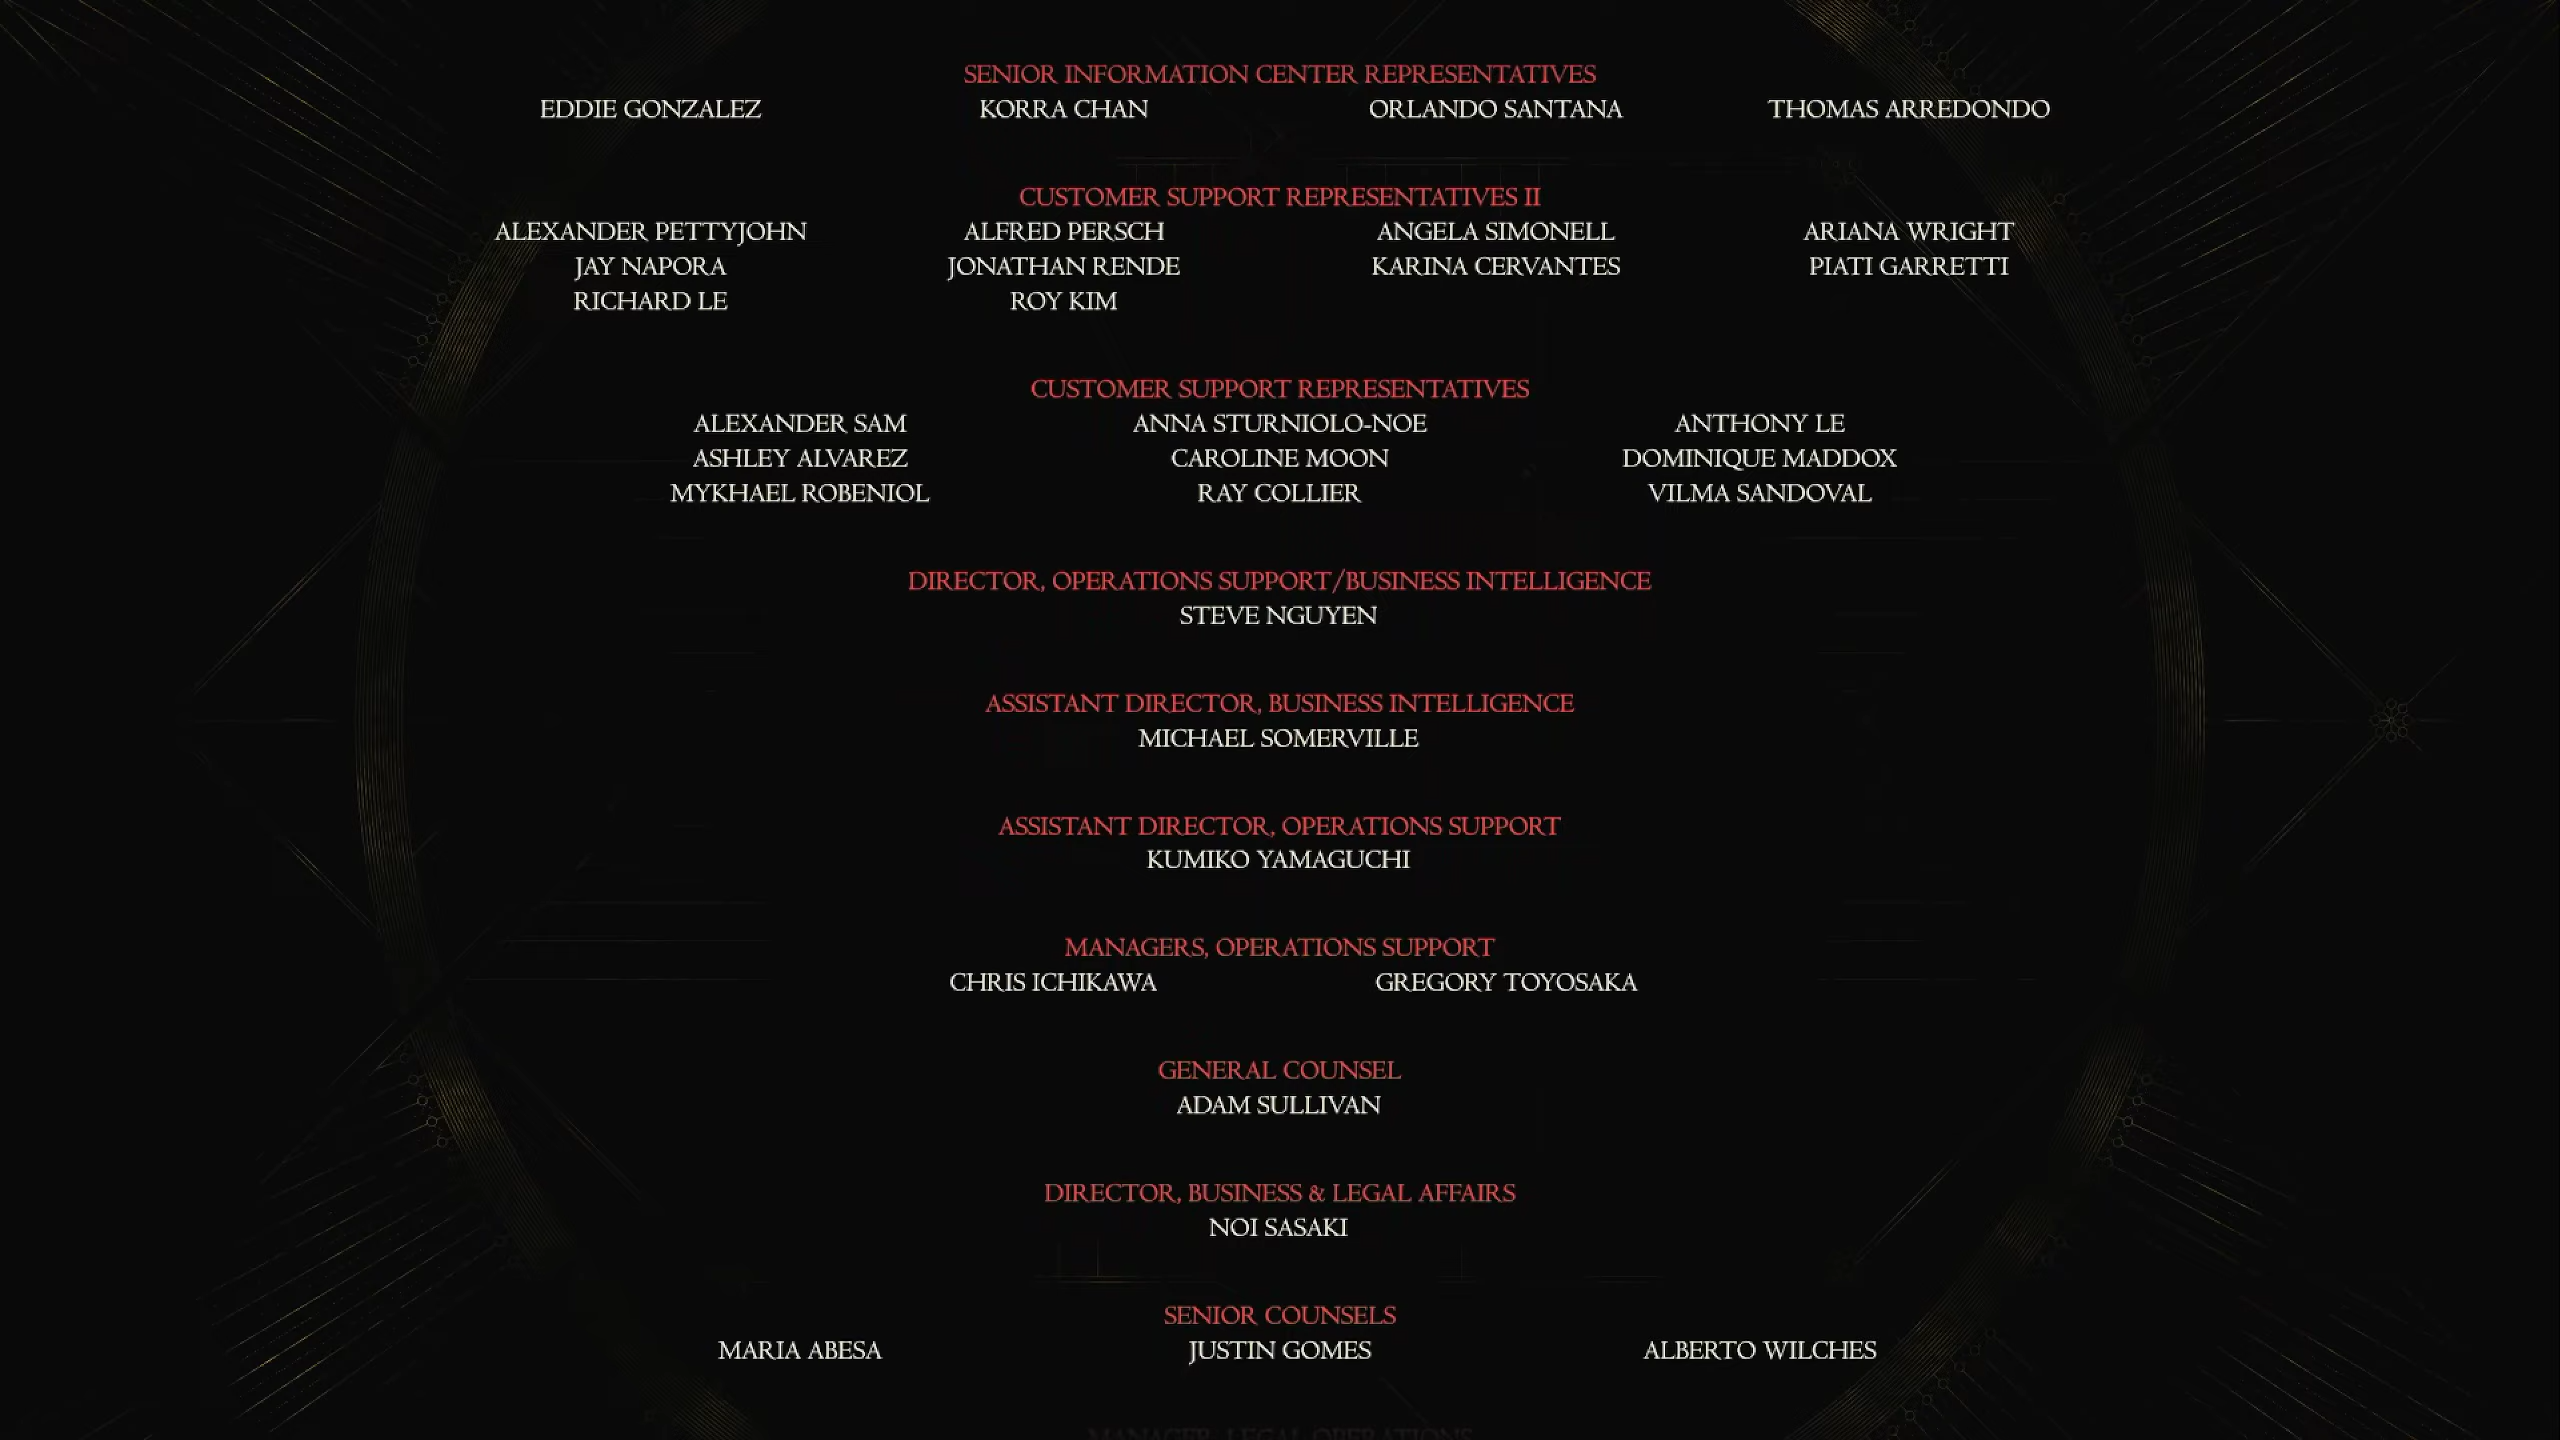 SENIOR INFORMATION CENTER REPRESENTATIVES
EDDIE GONZALEZ KORRA CHAN ORLANDO SANTANA THOMAS ARREDONDO
CUSTOMER SUPPORT REPRESENTATIVES II
ALEXANDER PETTYJOHN ALFRED PERSCH ANGELA SIMONELL ARIANA WRIGHT
JAY NAPORA JONATHAN RENDE KARINA CERVANTES PIATI GARRETTI
RICHARD LE ROY KIM
CUSTOMER SUPPORT REPRESENTATIVES
ALEXANDER SAM ANNA STURNIOLO-NOE ANTHONY LE
ASHLEY ALVAREZ CAROLINE MOON DOMINIQUE MADDOX
MYKHAEL ROBENIOL RAY COLLIER VILMA SANDOVAL
DIRECTOR, OPERATIONS SUPPORT/BUSINESS INTELLIGENCE
STEVE NGUYEN
ASSISTANT DIRECTOR, BUSINESS INTELLIGENCE
MICHAEL SOMERVILLE
ASSISTANT DIRECTOR, OPERATIONS SUPPORT
KUMIKO YAMAGUCHI
MANAGERS, OPERATIONS SUPPORT
CHRIS ICHIKAWA GREGORY TOYOSAKA
GENERAL COUNSEL
ADAM SULLIVAN
DIRECTOR, BUSINESS & LEGAL AFFAIRS
NOI SASAKI
SENIOR COUNSELS
MARIA ABESA JUSTIN GOMES ALBERTO WILCHES
MANAGER, LEGAL OPERATIONS